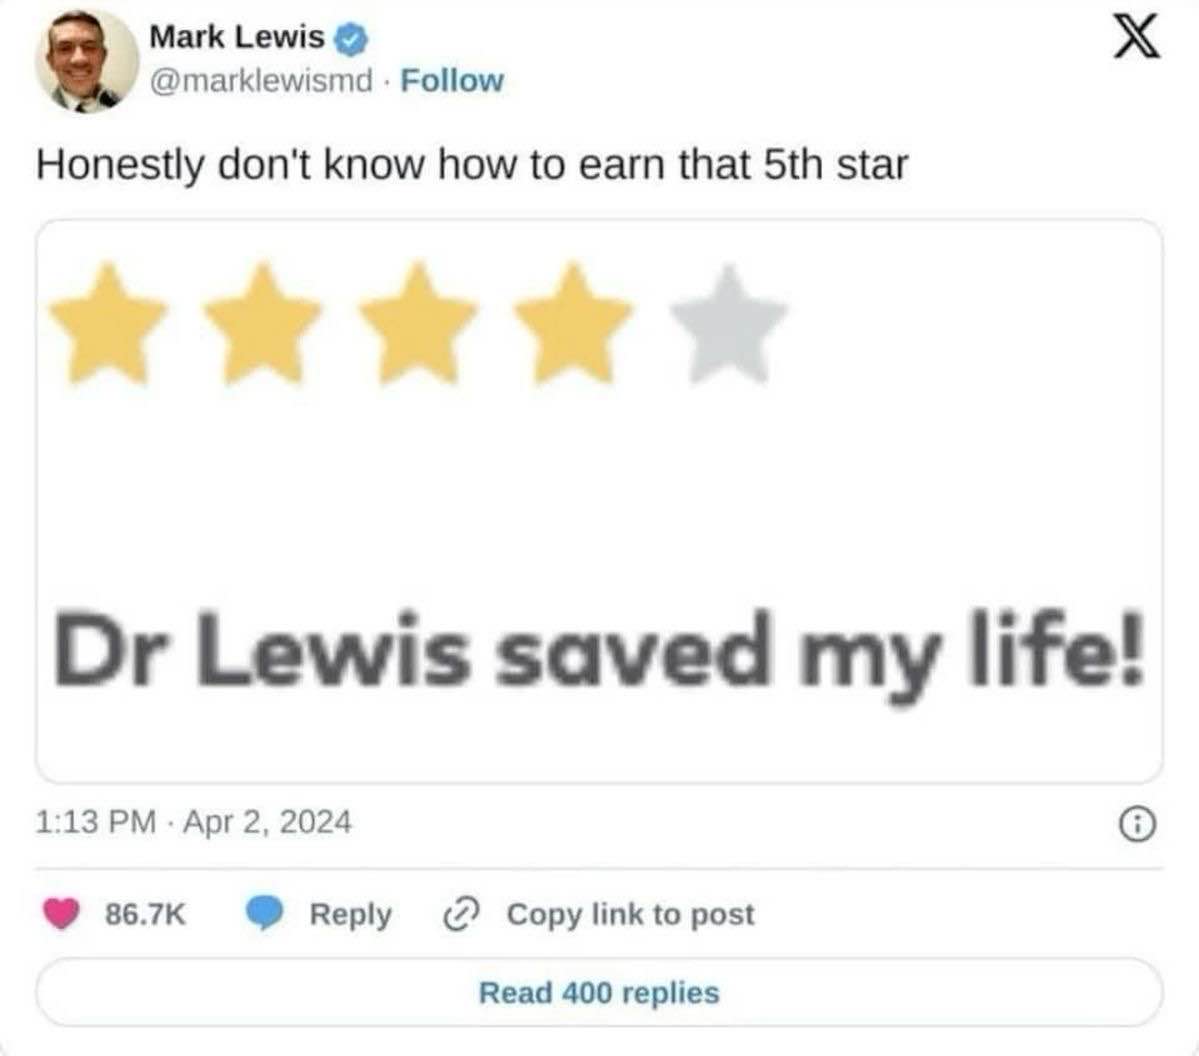 Mark Lewis
@marklewismd · Follow
Honestly don't know how to earn that 5th star
Dr Lewis saved my life!
1:13 PM · Apr 2, 2024
86.7K Reply Copy link to post
Read 400 replies